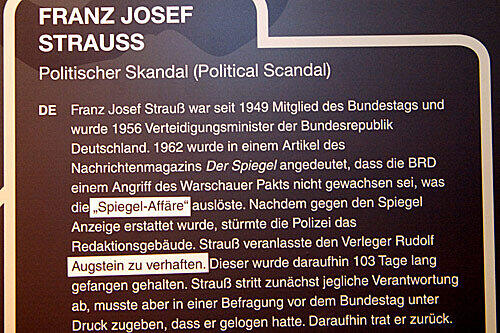 FRANZ JOSEF
STRAUSS
Politischer Skandal (Political Scandal)
DE Franz Josef Strauß war seit 1949 Mitglied des Bundestags und
wurde 1956 Verteidigungsminister der Bundesrepublik
Deutschland. 1962 wurde in einem Artikel des
Nachrichtenmagazins Der Spiegel angedeutet, dass die BRD
einem Angriff des Warschauer Pakts nicht gewachsen sei, was
die „Spiegel-Affäre“ auslöste. Nachdem gegen den Spiegel
Anzeige erstattet wurde, stürmte die Polizei das
Redaktionsgebäude. Strauß veranlasste den Verleger Rudolf
Augstein zu verhaften. Dieser wurde daraufhin 103 Tage lang
gefangen gehalten. Strauß stritt zunächst jegliche Verantwortung
ab, musste aber in einer Befragung vor dem Bundestag unter
Druck zugeben, dass er gelogen hatte. Daraufhin trat er zurück.